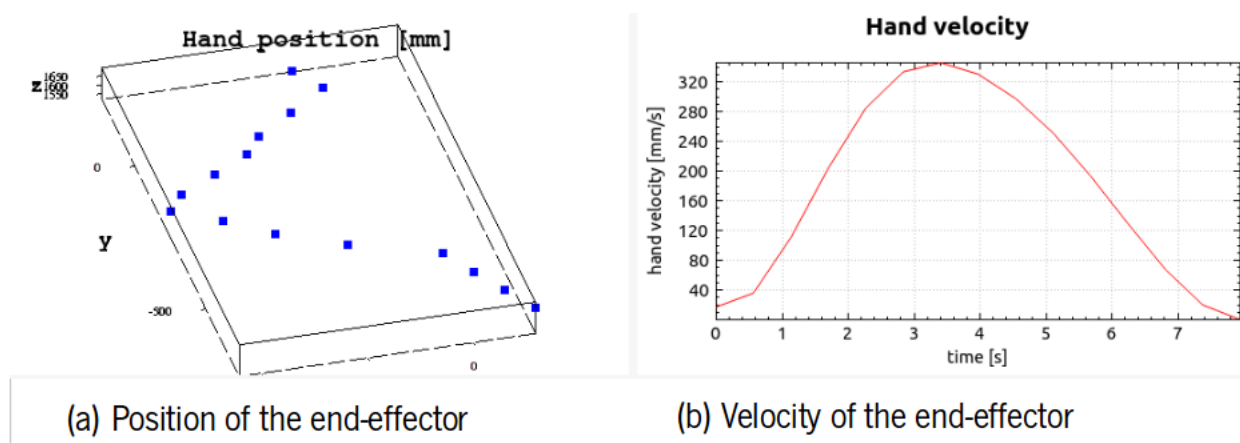 Hand position [mm]
z
1650
1600
1550
0
y
-500
0
(a) Position of the end-effector
Hand velocity
320
280
240
200
160
120
80
40
hand velocity [mm/s]
0 1 2 3 4 5 6 7
time [s]
(b) Velocity of the end-effector